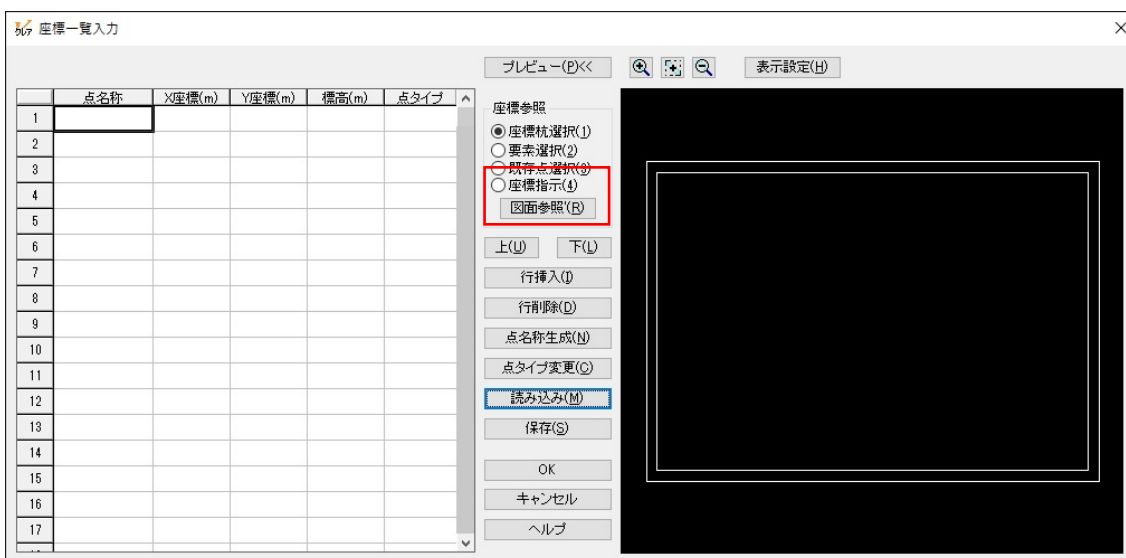 座標一覧入力
プレビュー(P)<<
表示設定(H)
点名称 X座標(m) Y座標(m) 標高(m) 点タイプ
1
2
3
4
5
6
7
8
9
10
11
12
13
14
15
16
17
座標参照
座標杭選択(1)
要素選択(2)
既存点選択(3)
座標指示(4)
図面参照'(R)
上(U) 下(L)
行挿入(I)
行削除(D)
点名称生成(N)
点タイプ変更(C)
読み込み(M)
保存(S)
OK
キャンセル
ヘルプ